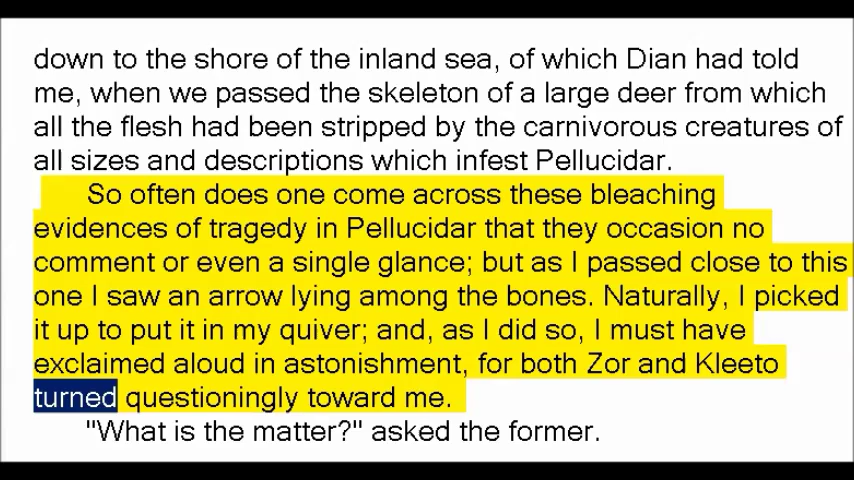 down to the shore of the inland sea, of which Dian had told
me, when we passed the skeleton of a large deer from which
all the flesh had been stripped by the carnivorous creatures of
all sizes and descriptions which infest Pellucidar.
So often does one come across these bleaching
evidences of tragedy in Pellucidar that they occasion no
comment or even a single glance; but as I passed close to this
one I saw an arrow lying among the bones. Naturally, I picked
it up to put it in my quiver; and, as I did so, I must have
exclaimed aloud in astonishment, for both Zor and Kleeto
turned questioningly toward me.
"What is the matter?" asked the former.